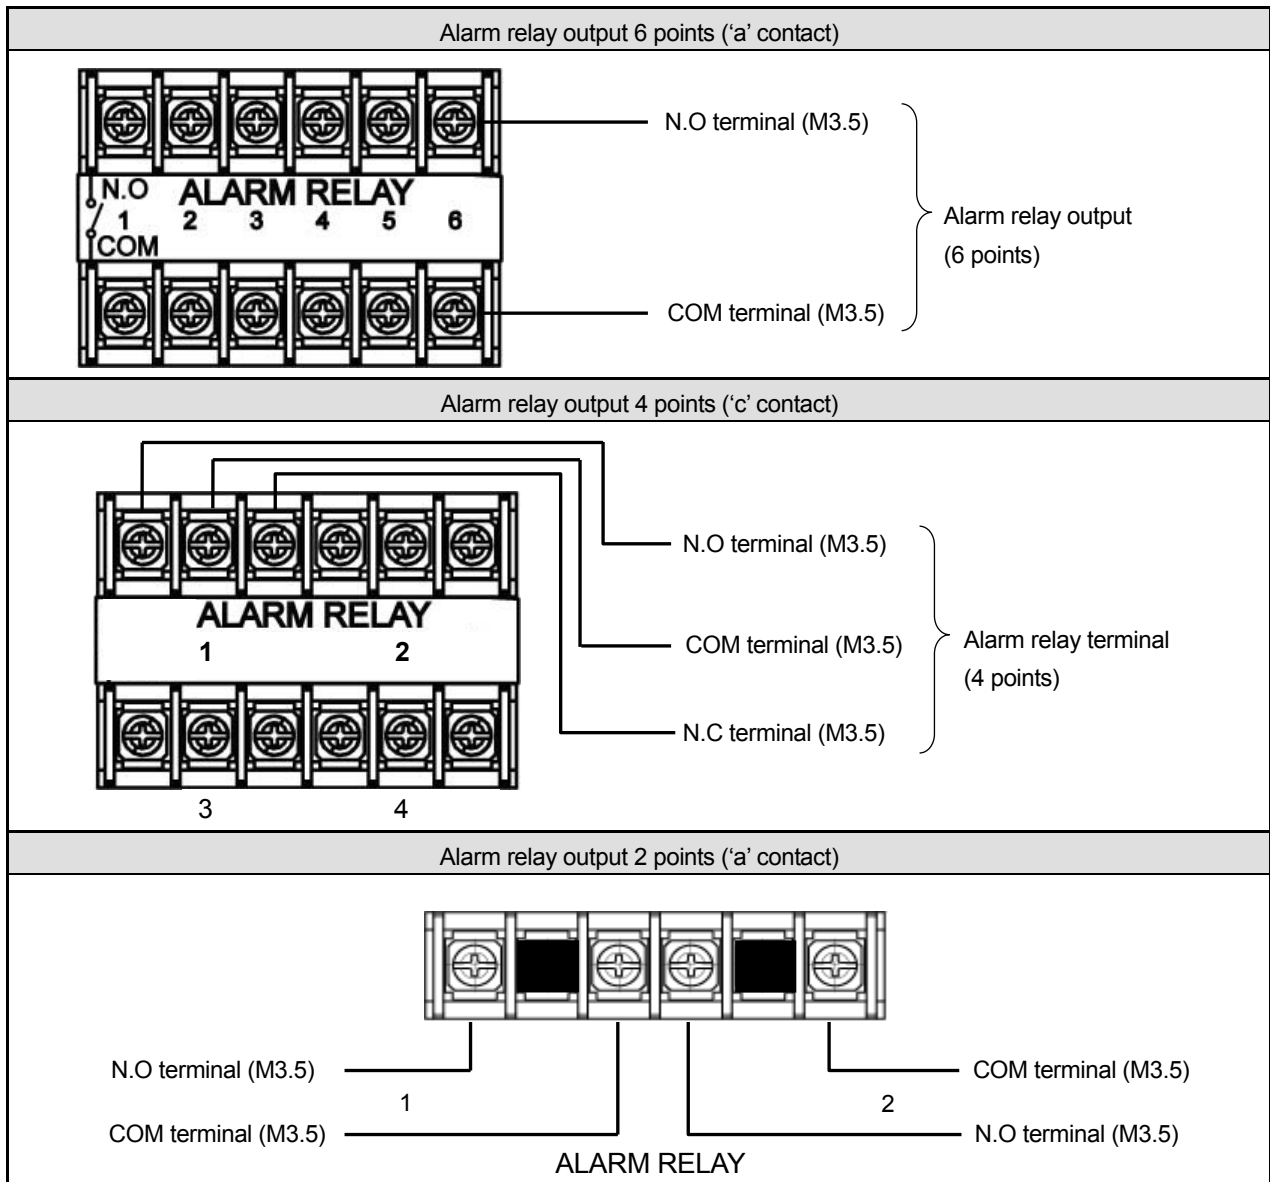 Alarm relay output 6 points (‘a’ contact)
N.O terminal (M3.5)
N.O
ALARM RELAY
1 2 3 4 5 6
COM
Alarm relay output
(6 points)
COM terminal (M3.5)
Alarm relay output 4 points (‘c’ contact)
N.O terminal (M3.5)
ALARM RELAY
1 2
COM terminal (M3.5)
Alarm relay terminal
(4 points)
N.C terminal (M3.5)
3 4
Alarm relay output 2 points (‘a’ contact)
N.O terminal (M3.5)
COM terminal (M3.5)
1 2
COM terminal (M3.5)
N.O terminal (M3.5)
ALARM RELAY